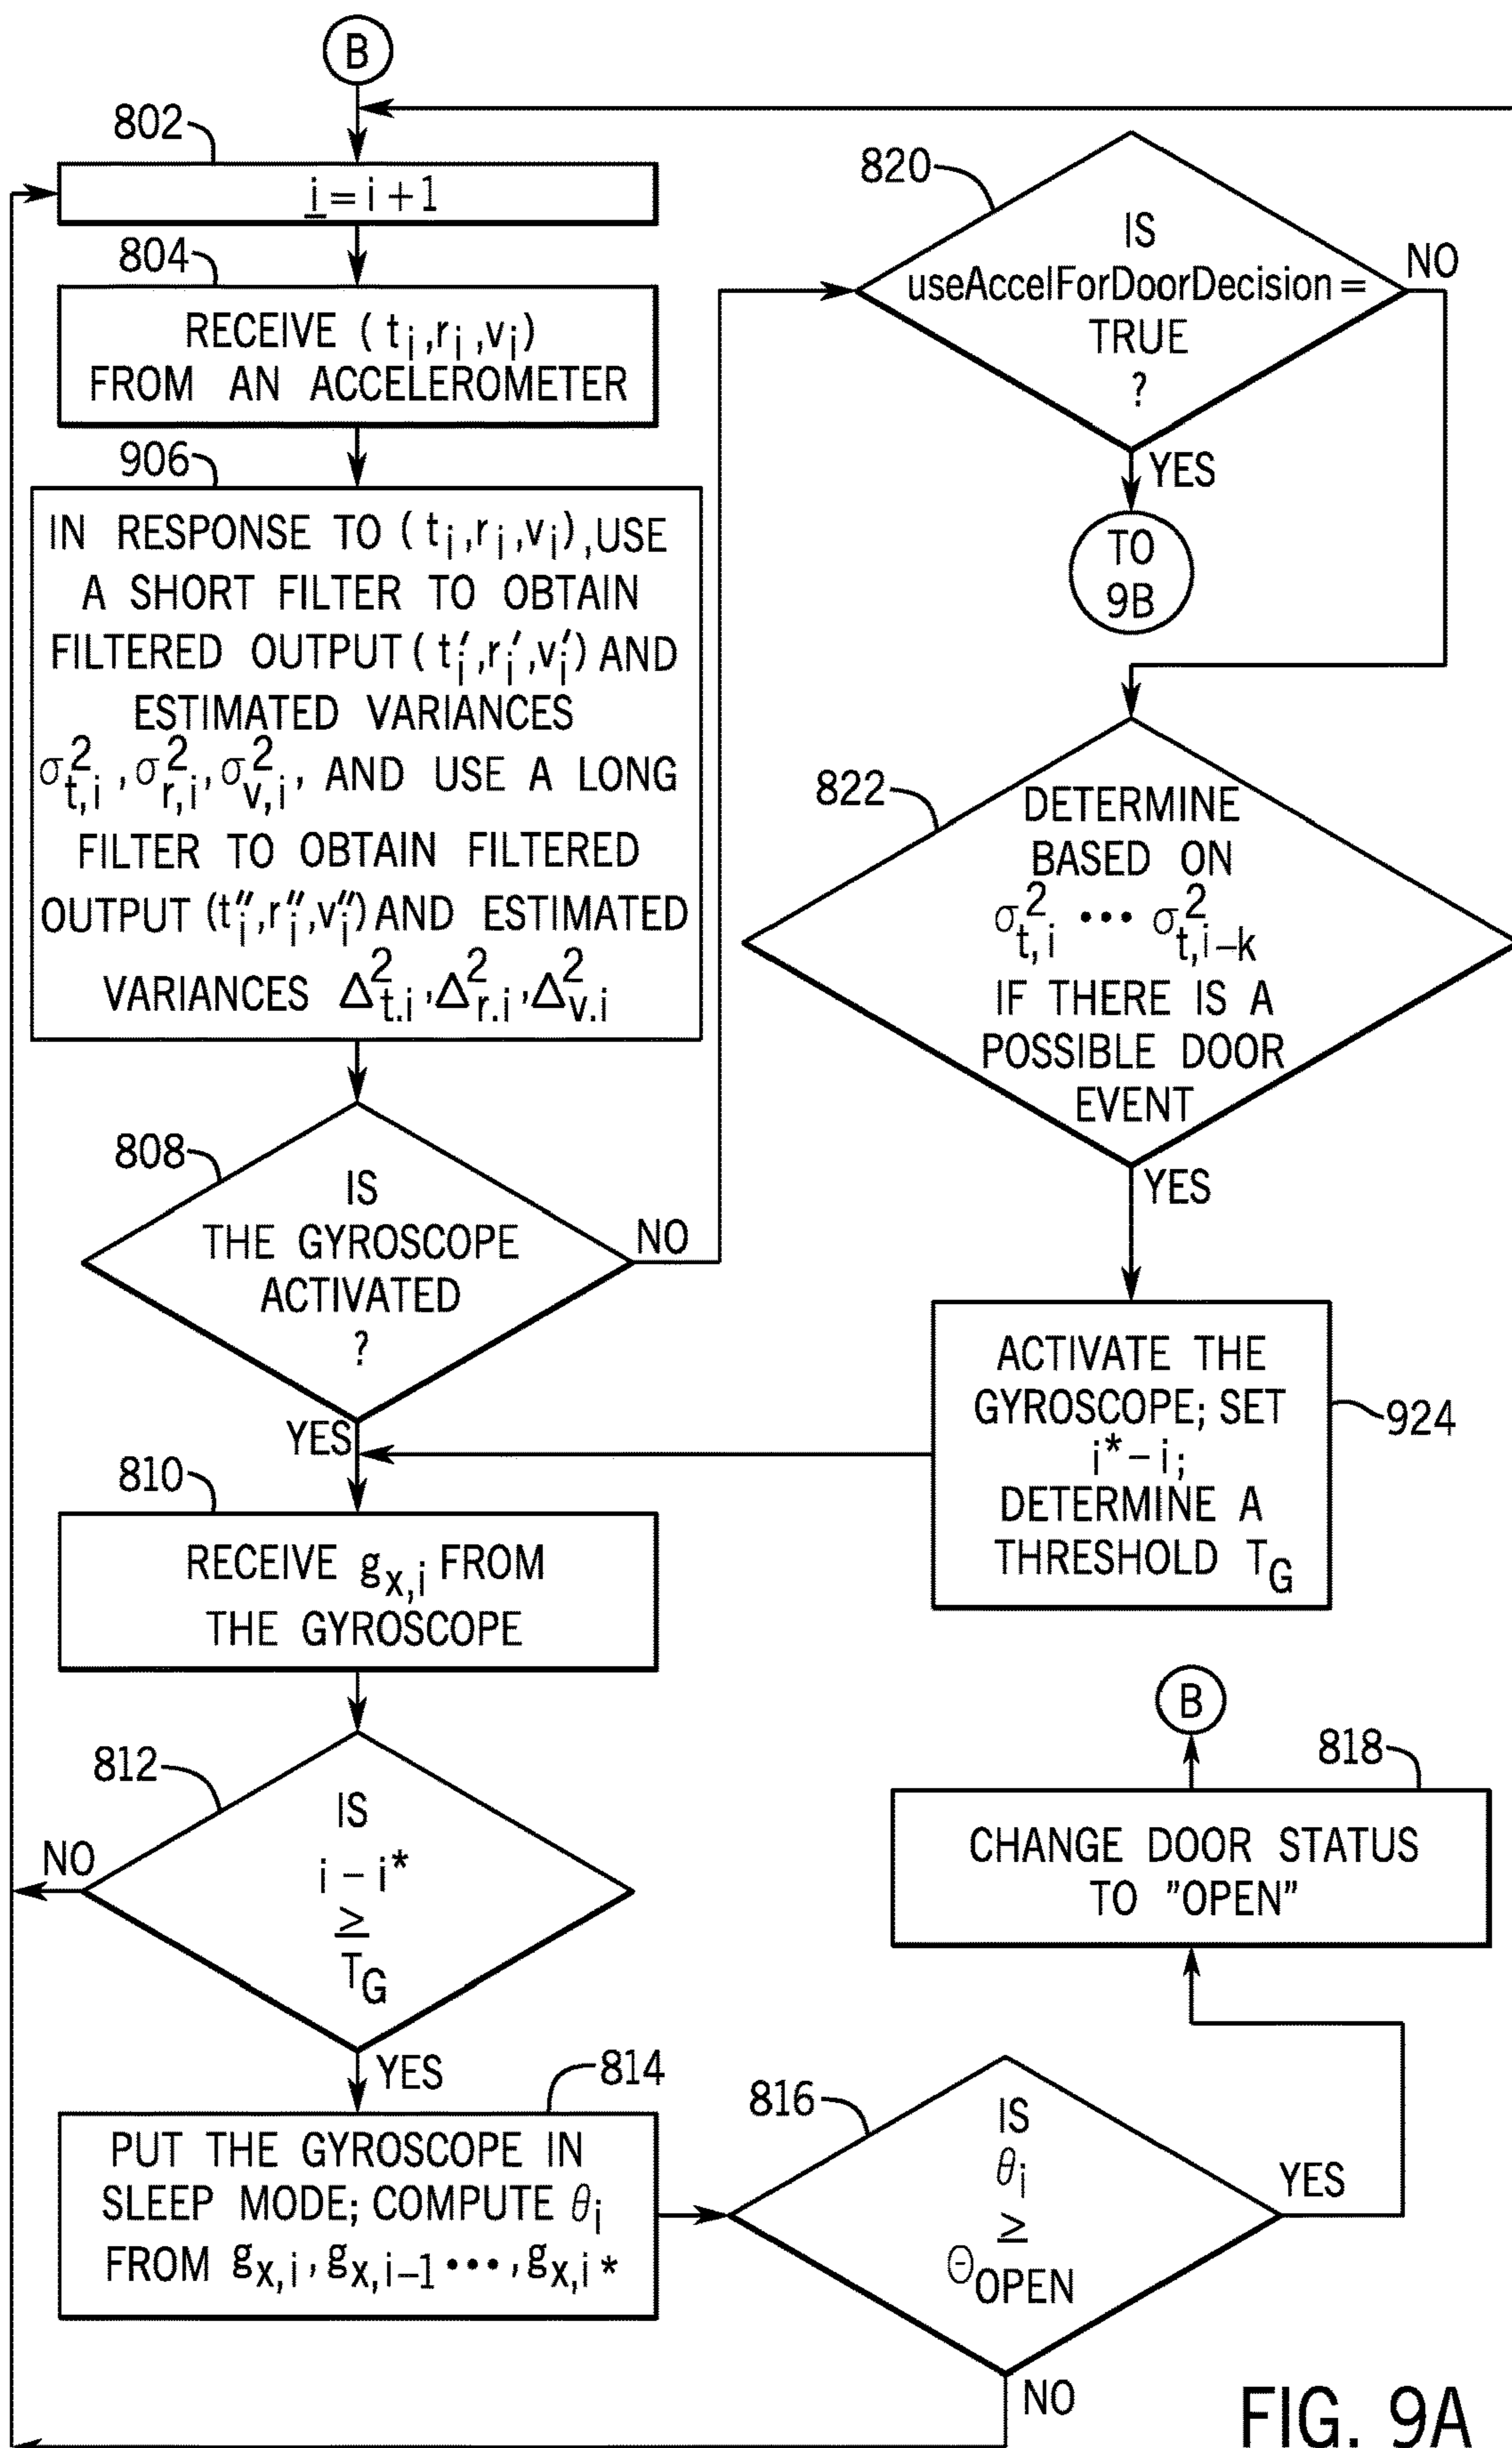 B
802
i = i + 1
804
RECEIVE (tᵢ,rᵢ,vᵢ)
FROM AN ACCELEROMETER
906
IN RESPONSE TO (tᵢ,rᵢ,vᵢ),USE
A SHORT FILTER TO OBTAIN
FILTERED OUTPUT (tᵢ′,rᵢ′,vᵢ′) AND
ESTIMATED VARIANCES
σ²t,i , σ²r,i , σ²v,i, AND USE A LONG
FILTER TO OBTAIN FILTERED
OUTPUT (tᵢ″,rᵢ″,vᵢ″) AND ESTIMATED
VARIANCES Δ²t.i , Δ²r.i , Δ²v.i
808
IS
THE GYROSCOPE
ACTIVATED
?
NO
YES
810
RECEIVE gx,i FROM
THE GYROSCOPE
812
IS
i – i*
≥
TG
NO
YES
814
PUT THE GYROSCOPE IN
SLEEP MODE; COMPUTE θi
FROM gx,i , gx,i–1 ••• , gx,i*
816
IS
θi
≥
ΘOPEN
YES
NO
818
CHANGE DOOR STATUS
TO "OPEN"
B
820
IS
useAccelForDoorDecision =
TRUE
?
NO
YES
TO
9B
822
DETERMINE
BASED ON
σ²t,i ••• σ²t,i–k
IF THERE IS A
POSSIBLE DOOR
EVENT
YES
924
ACTIVATE THE
GYROSCOPE; SET
i* – i;
DETERMINE A
THRESHOLD TG
FIG. 9A